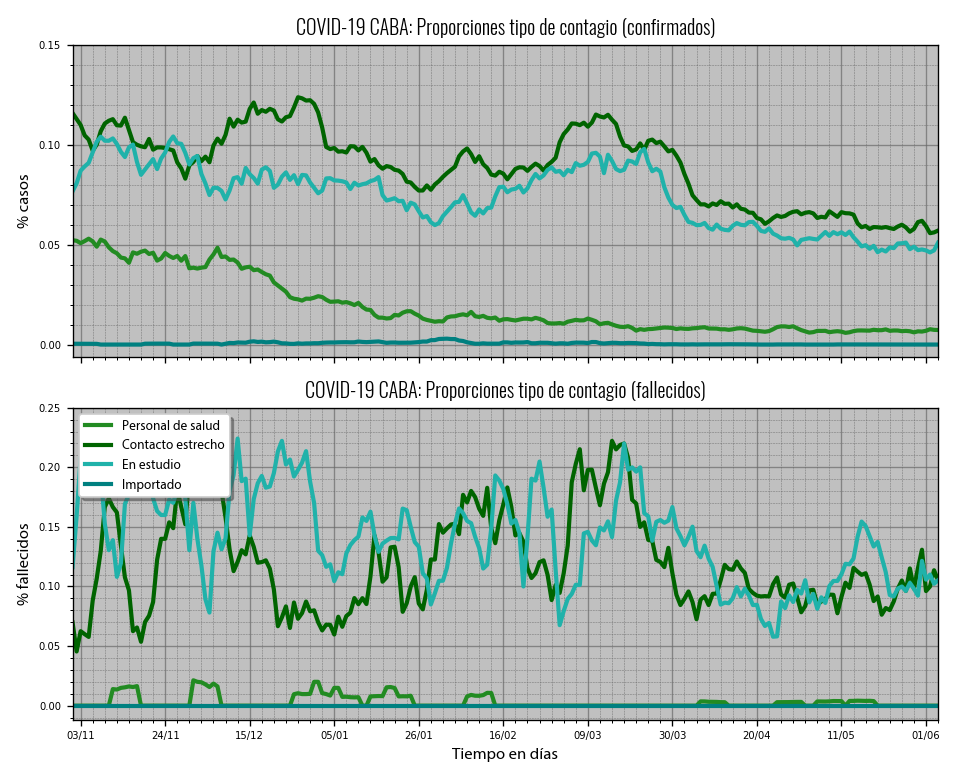 COVID-19 CABA: Proporciones tipo de contagio (confirmados)
0.15
0.10
0.05
0.00
% casos
COVID-19 CABA: Proporciones tipo de contagio (fallecidos)
0.25
0.20
0.15
0.10
0.05
0.00
% fallecidos
Personal de salud
Contacto estrecho
En estudio
Importado
03/11 24/11 15/12 05/01 26/01 16/02 09/03 30/03 20/04 11/05 01/06
Tiempo en días